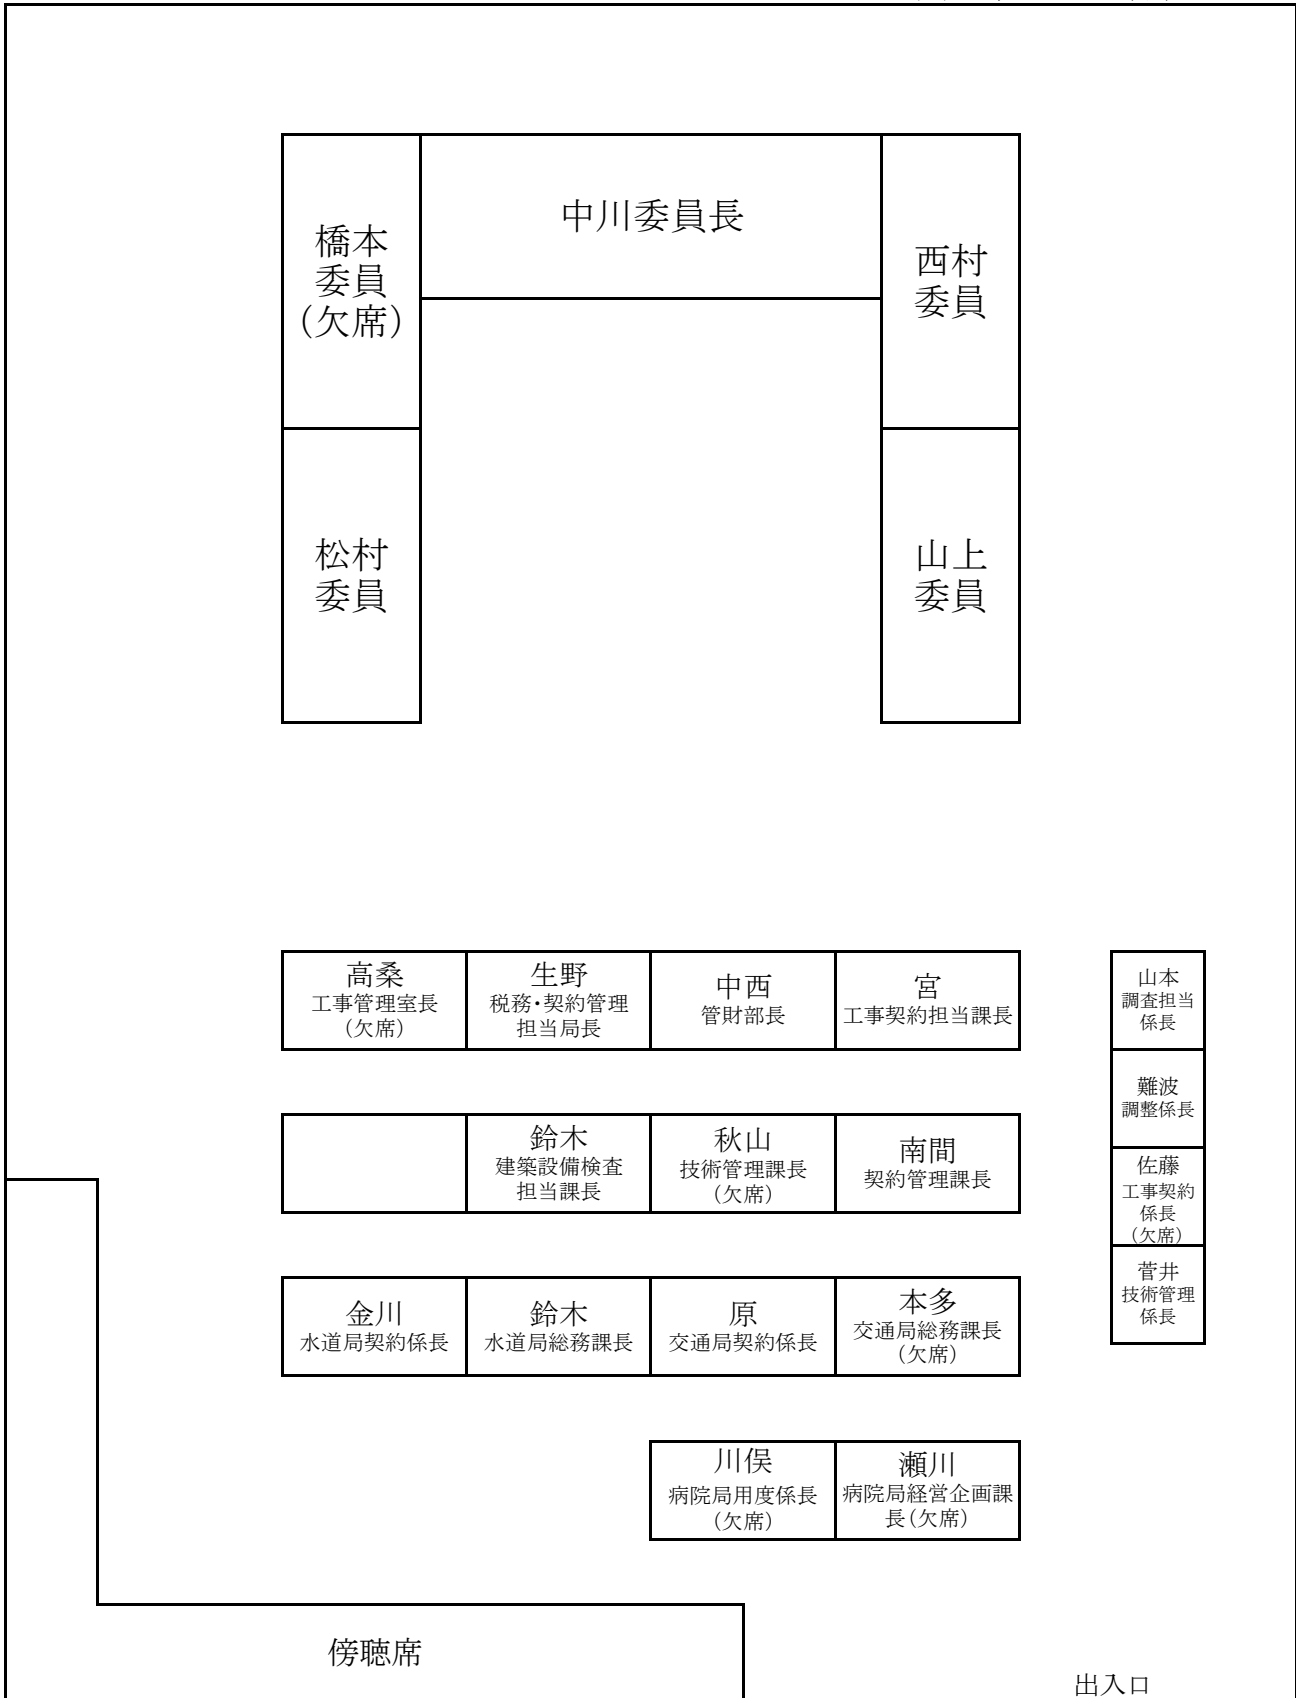 中川委員長
橋本
委員
(欠席)
西村
委員
松村
委員
山上
委員
高桑
工事管理室長
(欠席)
生野
税務・契約管理
担当局長
中西
管財部長
宮
工事契約担当課長
山本
調査担当
係長
難波
調整係長
佐藤
工事契約
係長
(欠席)
菅井
技術管理
係長
鈴木
建築設備検査
担当課長
秋山
技術管理課長
(欠席)
南間
契約管理課長
金川
水道局契約係長
鈴木
水道局総務課長
原
交通局契約係長
本多
交通局総務課長
(欠席)
川俣
病院局用度係長
(欠席)
瀬川
病院局経営企画課
長(欠席)
傍聴席
出入口